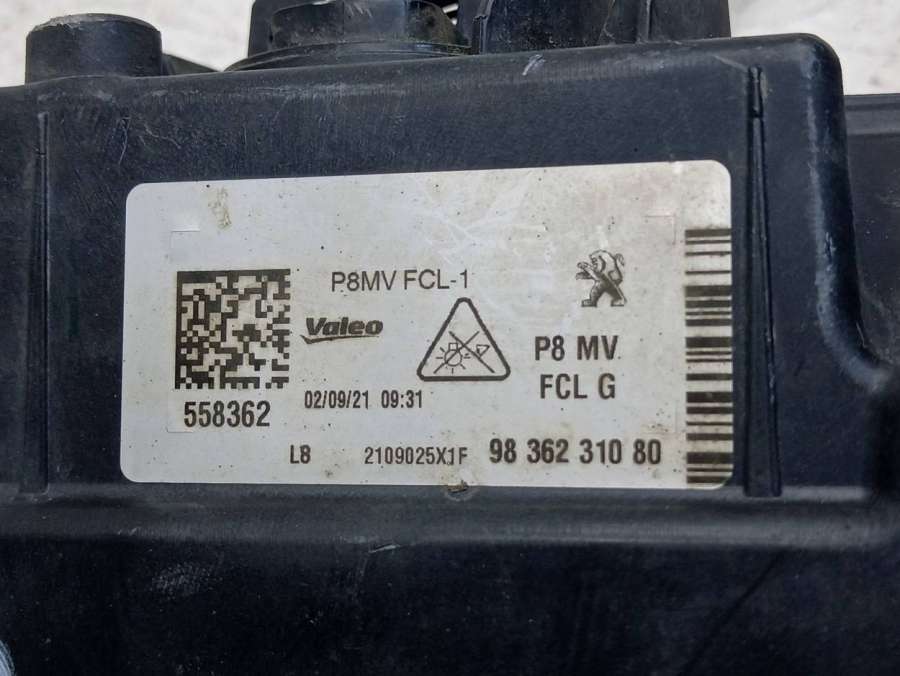 P8MV FCL-1
Valeo
P8 MV
FCL G
558362
02/09/21 09:31
L8
2109025X1F
98 362 310 80